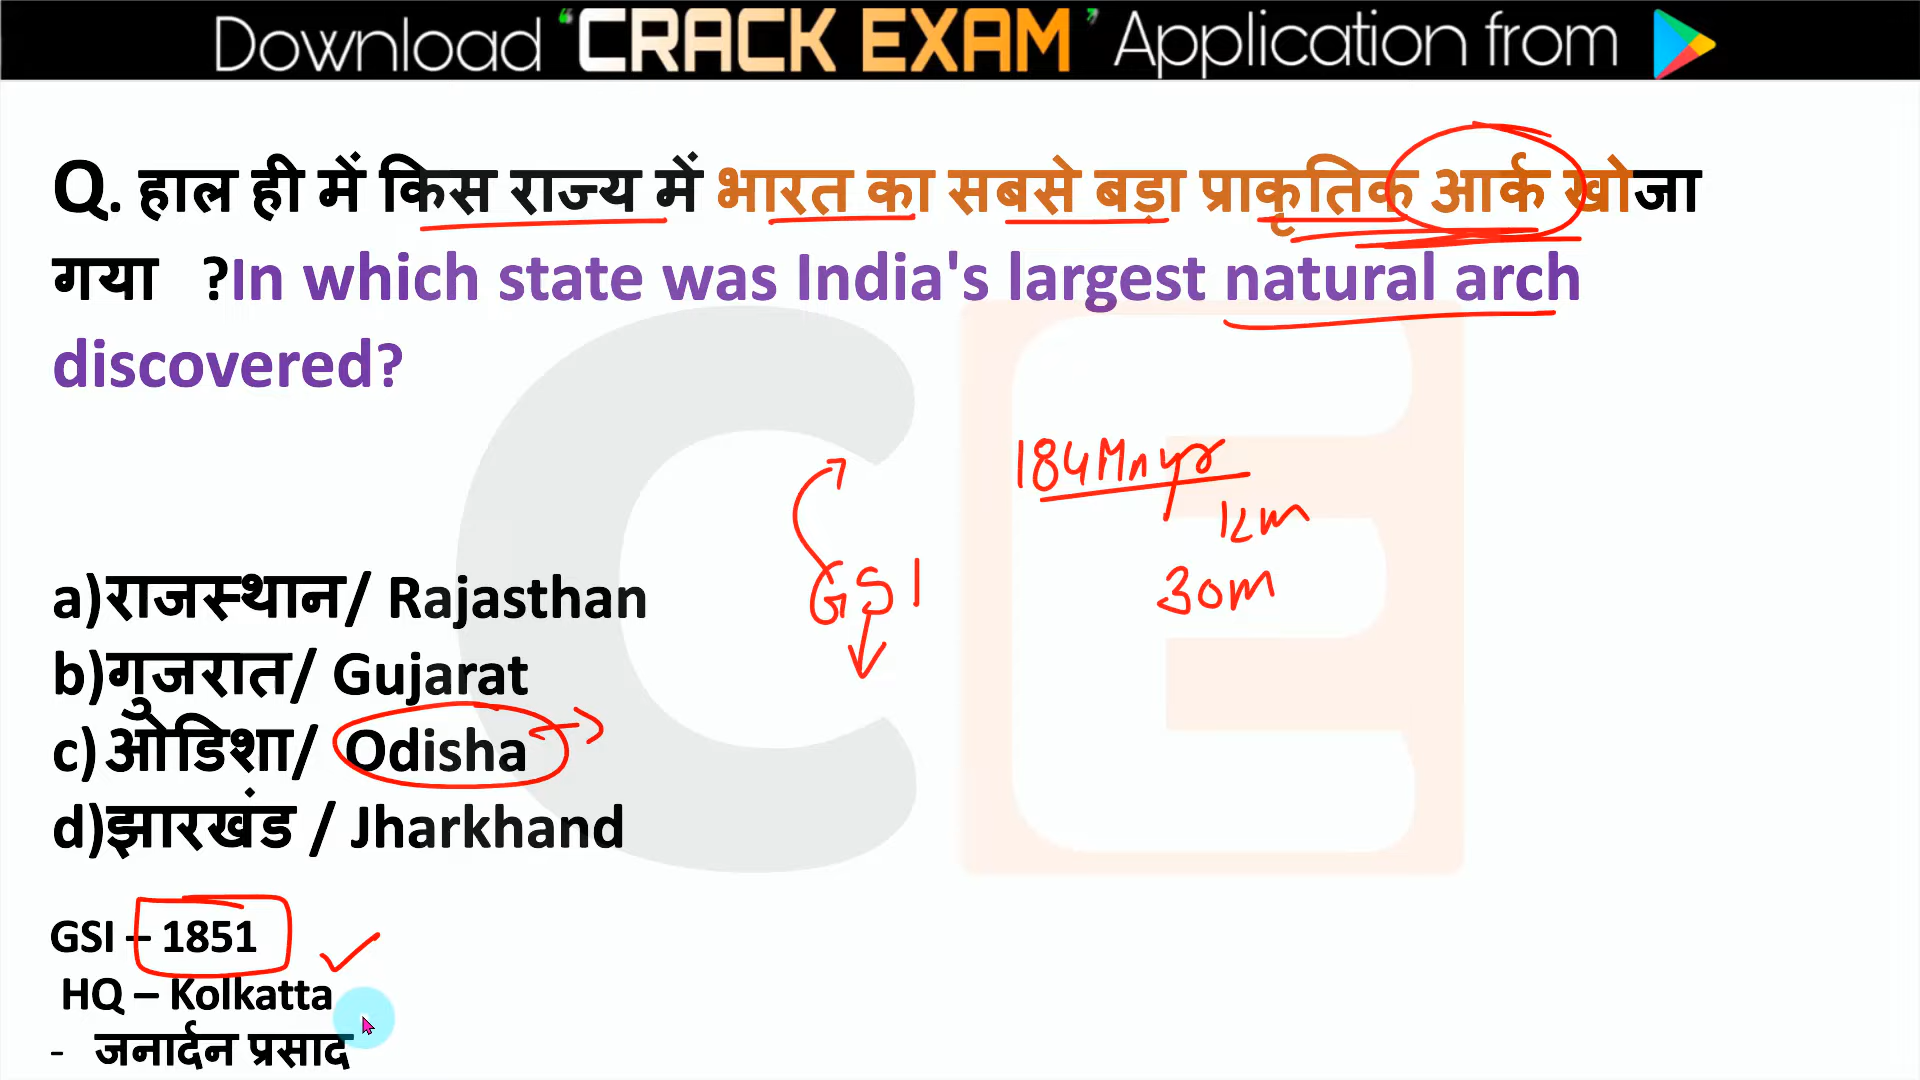 Download "CRACK EXAM" Application from
Q. हाल ही में किस राज्य में भारत का सबसे बड़ा प्राकृतिक आर्क खोजा
गया ?In which state was India's largest natural arch
discovered?
184Mnyr
12m
30m
GSI
a)राजस्थान/ Rajasthan
b)गुजरात/ Gujarat
c)ओडिशा/ Odisha
d)झारखंड / Jharkhand
GSI – 1851
HQ – Kolkatta
- जनार्दन प्रसाद